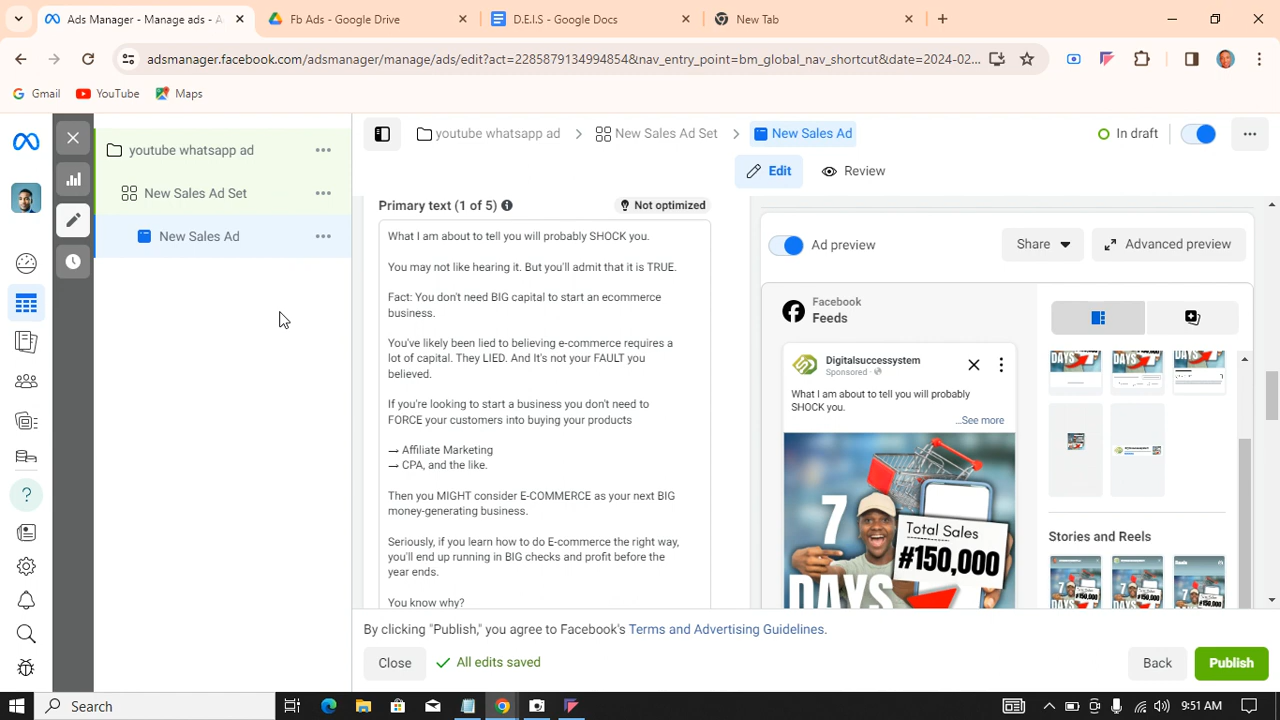 Ads Manager - Manage ads - A
Fb Ads - Google Drive
D.E.I.S - Google Docs
New Tab
adsmanager.facebook.com/adsmanager/manage/ads/edit?act=2285879134994854&nav_entry_point=bm_global_nav_shortcut&date=2024-02...
Gmail
YouTube
Maps
youtube whatsapp ad
New Sales Ad Set
New Sales Ad
youtube whatsapp ad
New Sales Ad Set
New Sales Ad
In draft
Edit
Review
Primary text (1 of 5)
Not optimized
What I am about to tell you will probably SHOCK you.
You may not like hearing it. But you'll admit that it is TRUE.
Fact: You don't need BIG capital to start an ecommerce
business.
You've likely been lied to believing e-commerce requires a
lot of capital. They LIED. And It's not your FAULT you
believed.
If you're looking to start a business you don't need to
FORCE your customers into buying your products
→ Affiliate Marketing
→ CPA, and the like.
Then you MIGHT consider E-COMMERCE as your next BIG
money-generating business.
Seriously, if you learn how to do E-commerce the right way,
you'll end up running in BIG checks and profit before the
year ends.
You know why?
Ad preview
Share
Advanced preview
Facebook
Feeds
Digitalsuccessystem
Sponsored ·
What I am about to tell you will probably
SHOCK you.
...See more
7
DAYS
Total Sales
#150,000
DAYS
DAYS
DAYS
Stories and Reels
By clicking "Publish," you agree to Facebook's Terms and Advertising Guidelines.
Close
All edits saved
Back
Publish
Search
9:51 AM